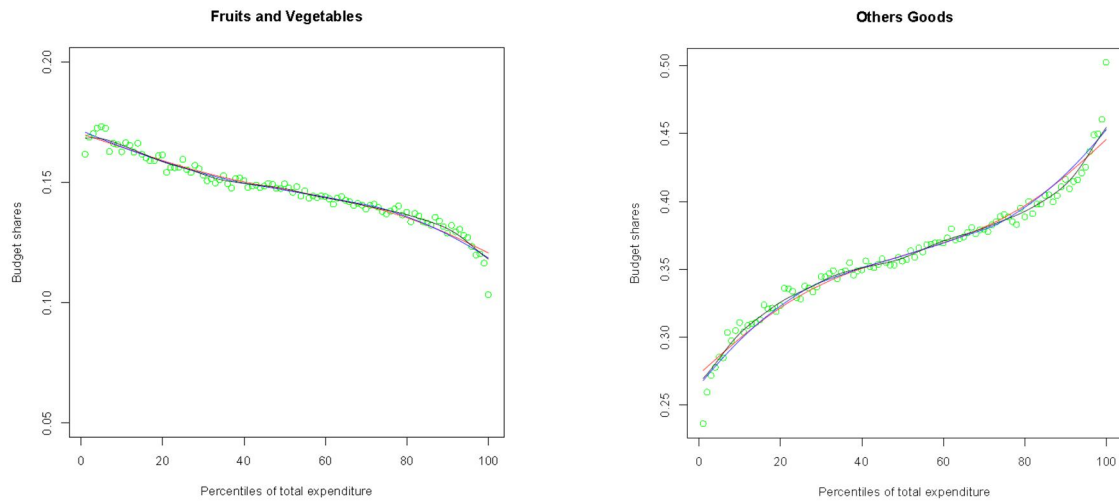 Fruits and Vegetables
Budget shares
0.20
0.15
0.10
0.05
0 20 40 60 80 100
Percentiles of total expenditure
Others Goods
Budget shares
0.50
0.45
0.40
0.35
0.30
0.25
0 20 40 60 80 100
Percentiles of total expenditure